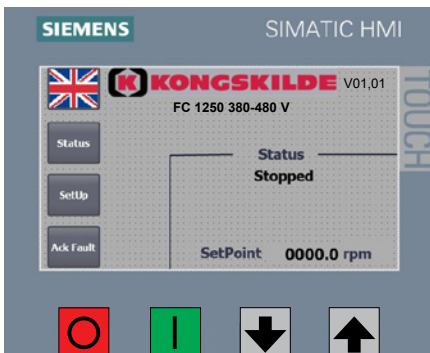 SIEMENS
SIMATIC HMI
TOUCH
KONGSKILDE V01,01
FC 1250 380-480 V
Status
SetUp
Ack Fault
Status
Stopped
SetPoint 0000.0 rpm